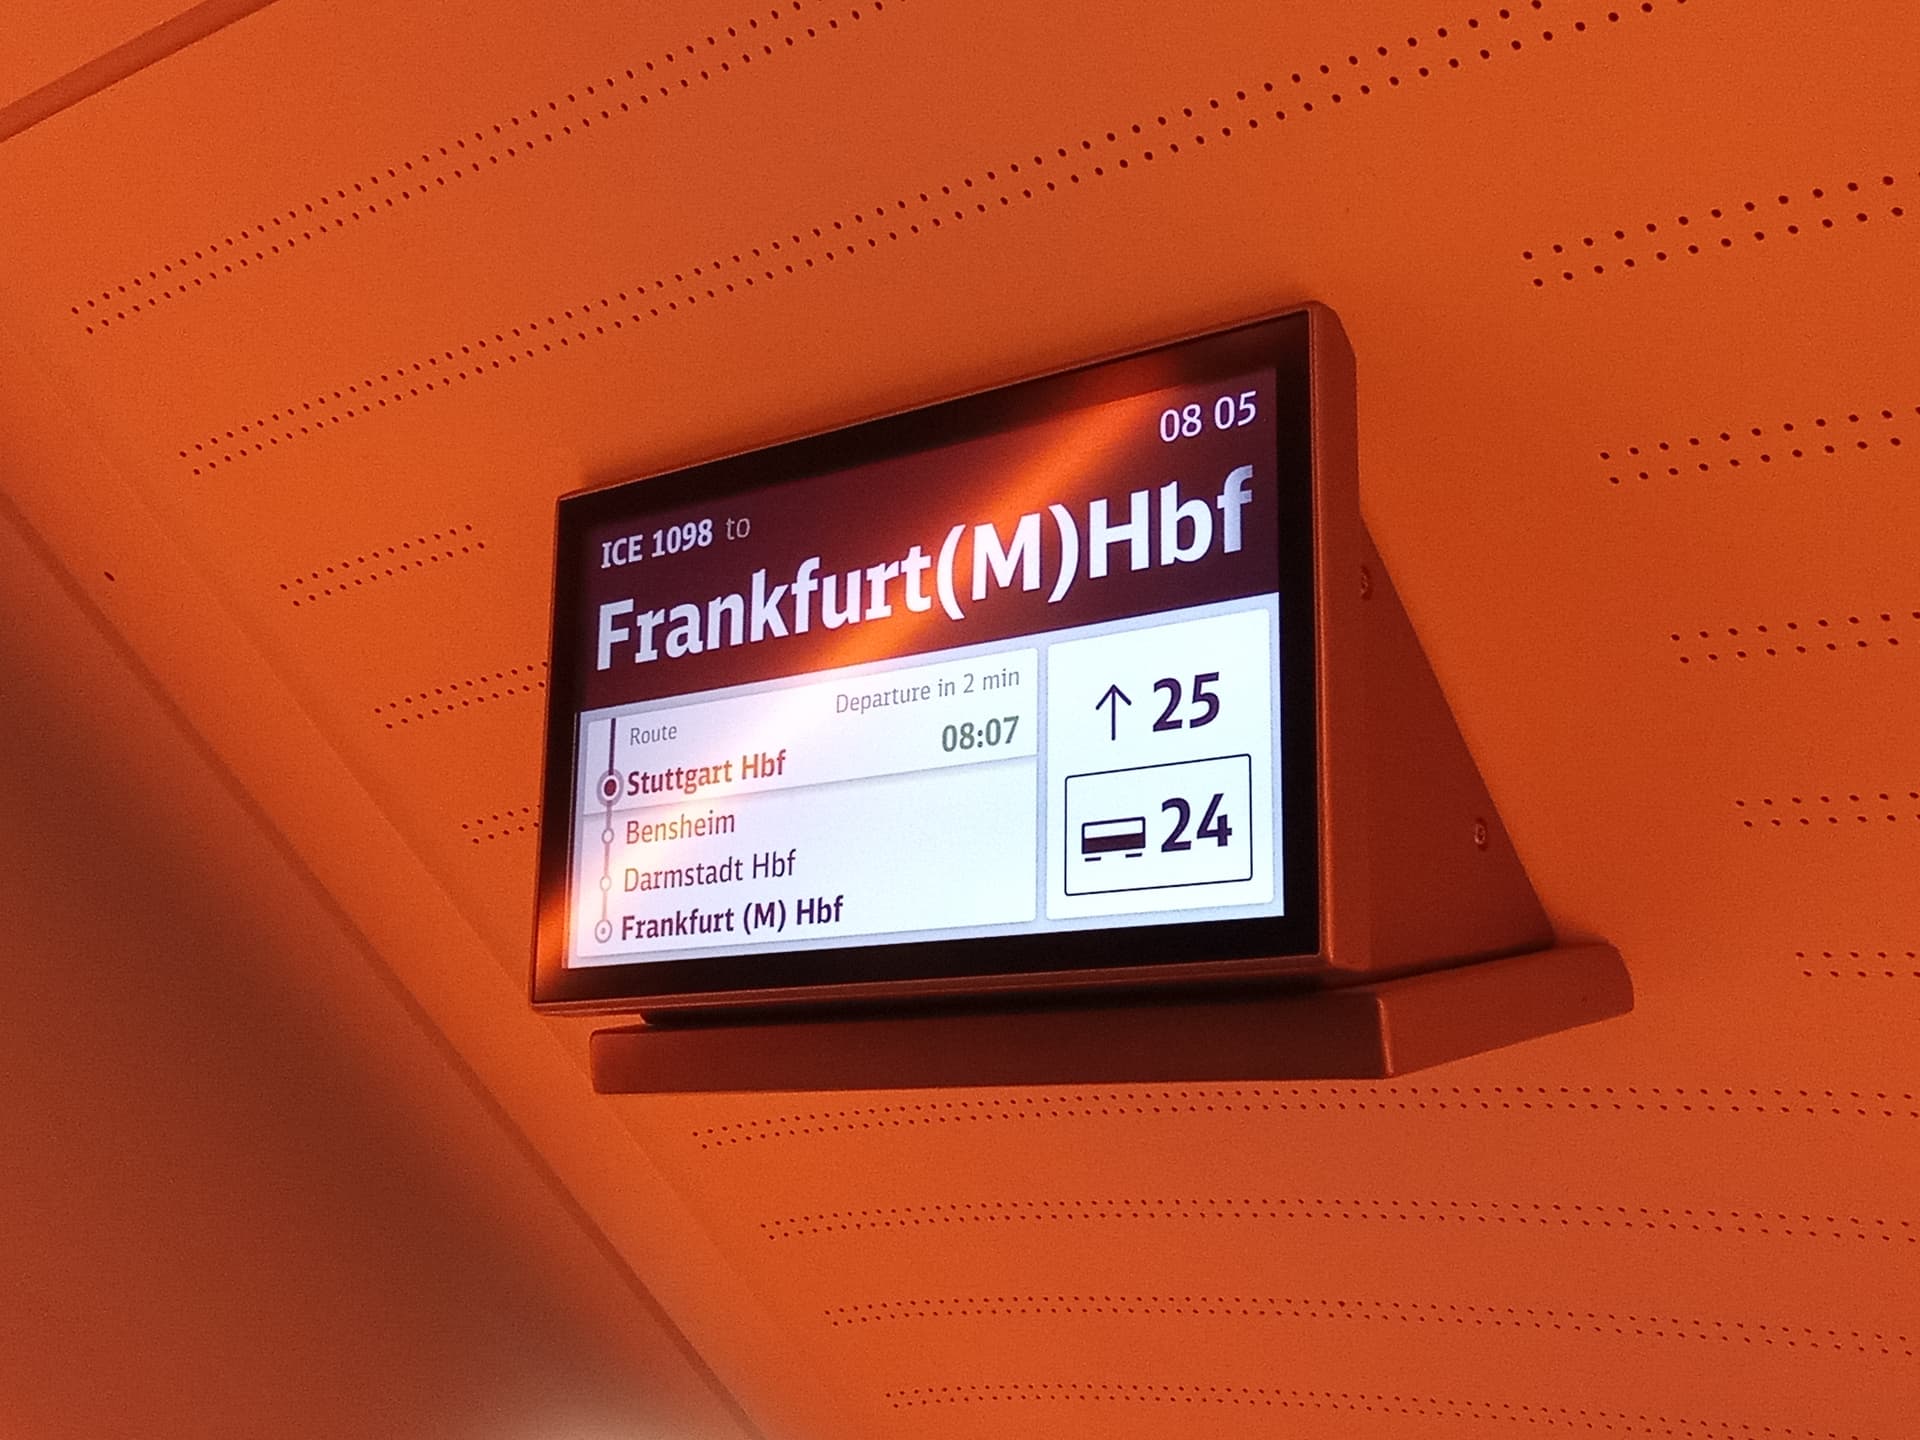 08 05
ICE 1098 to
Frankfurt(M)Hbf
Departure in 2 min
Route
08:07
Stuttgart Hbf
Bensheim
Darmstadt Hbf
Frankfurt (M) Hbf
↑ 25
24